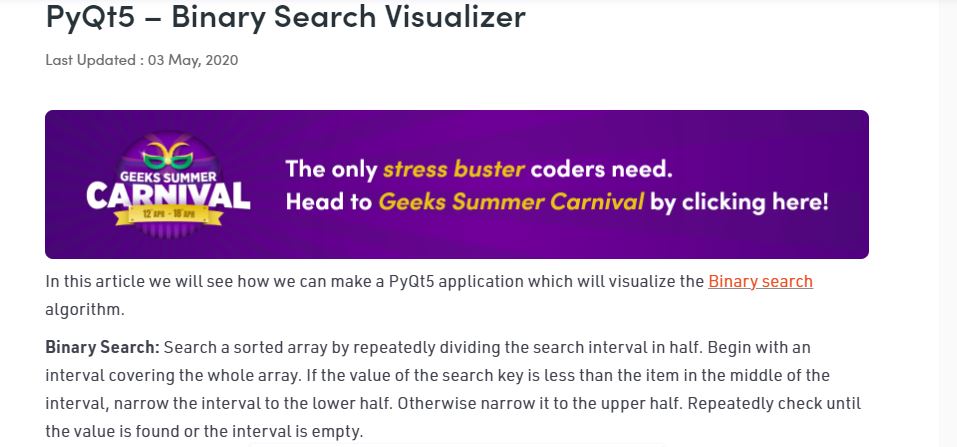 PyQt5 – Binary Search Visualizer
Last Updated : 03 May, 2020
GEEKS SUMMER
CARNIVAL
12 APR - 18 APR
The only stress buster coders need.
Head to Geeks Summer Carnival by clicking here!
In this article we will see how we can make a PyQt5 application which will visualize the Binary search
algorithm.
Binary Search: Search a sorted array by repeatedly dividing the search interval in half. Begin with an
interval covering the whole array. If the value of the search key is less than the item in the middle of the
interval, narrow the interval to the lower half. Otherwise narrow it to the upper half. Repeatedly check until
the value is found or the interval is empty.